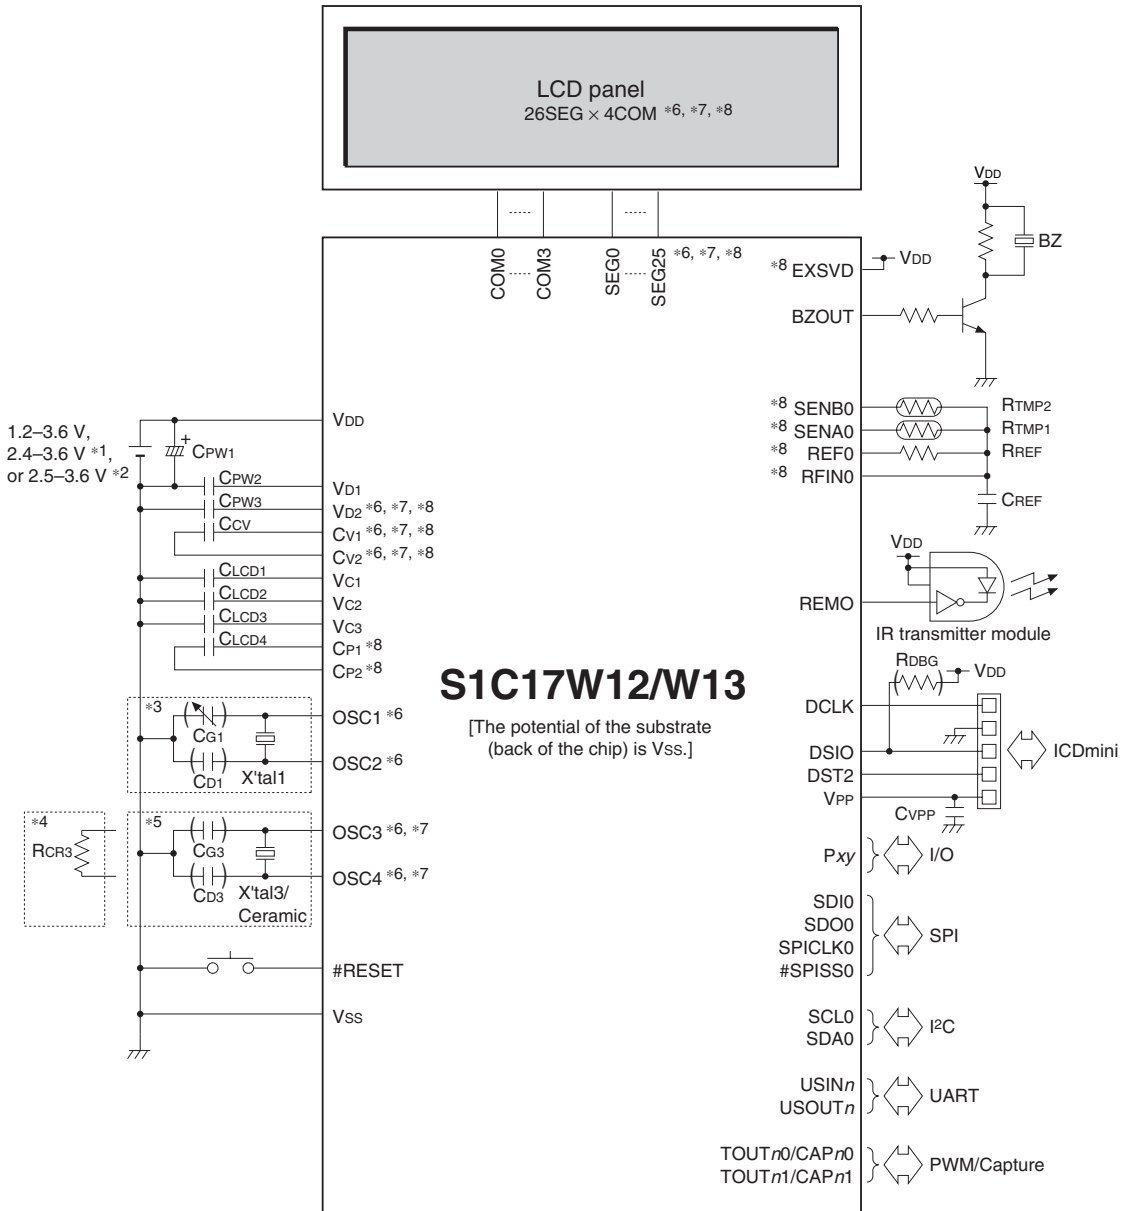 LCD panel
26SEG × 4COM *6, *7, *8
COM0
COM3
SEG0
SEG25 *6, *7, *8
*8 EXSVD
VDD
BZOUT
VDD
BZ
1.2–3.6 V,
2.4–3.6 V *1,
or 2.5–3.6 V *2
+
CPW1
CPW2
CPW3
CCV
CLCD1
CLCD2
CLCD3
CLCD4
VDD
VD1
VD2 *6, *7, *8
CV1 *6, *7, *8
CV2 *6, *7, *8
VC1
VC2
VC3
CP1 *8
CP2 *8
*8 SENB0
RTMP2
*8 SENA0
RTMP1
*8 REF0
RREF
*8 RFIN0
CREF
VDD
REMO
IR transmitter module
S1C17W12/W13
[The potential of the substrate
(back of the chip) is VSS.]
*3
CG1
CD1
X'tal1
OSC1 *6
OSC2 *6
*4
RCR3
*5
CG3
CD3
X'tal3/
Ceramic
OSC3 *6, *7
OSC4 *6, *7
#RESET
VSS
RDBG
VDD
DCLK
DSIO
DST2
VPP
CVPP
ICDmini
Pxy
I/O
SDI0
SDO0
SPICLK0
#SPISS0
SPI
SCL0
SDA0
I2C
USINn
USOUTn
UART
TOUTn0/CAPn0
TOUTn1/CAPn1
PWM/Capture